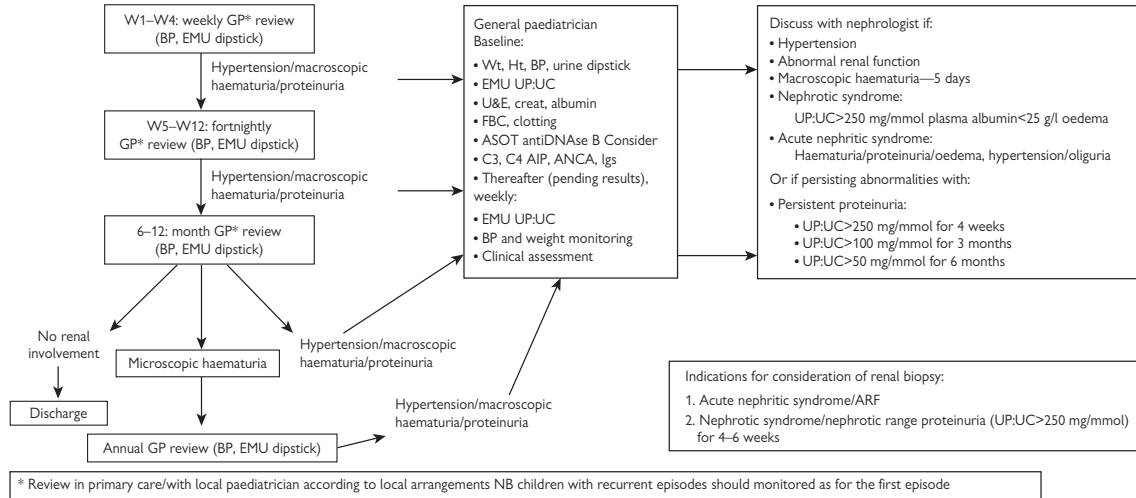 W1–W4: weekly GP* review
(BP, EMU dipstick)
Hypertension/macroscopic
haematuria/proteinuria
W5–W12: fortnightly
GP* review (BP, EMU dipstick)
Hypertension/macroscopic
haematuria/proteinuria
6–12: month GP* review
(BP, EMU dipstick)
No renal
involvement
Discharge
Microscopic haematuria
Hypertension/macroscopic
haematuria/proteinuria
Annual GP review (BP, EMU dipstick)
Hypertension/macroscopic
haematuria/proteinuria
General paediatrician
Baseline:
• Wt, Ht, BP, urine dipstick
• EMU UP:UC
• U&E, creat, albumin
• FBC, clotting
• ASOT antiDNAse B Consider
• C3, C4 AIP, ANCA, Igs
• Thereafter (pending results),
weekly:
• EMU UP:UC
• BP and weight monitoring
• Clinical assessment
Discuss with nephrologist if:
• Hypertension
• Abnormal renal function
• Macroscopic haematuria—5 days
• Nephrotic syndrome:
UP:UC>250 mg/mmol plasma albumin<25 g/l oedema
• Acute nephritic syndrome:
Haematuria/proteinuria/oedema, hypertension/oliguria
Or if persisting abnormalities with:
• Persistent proteinuria:
• UP:UC>250 mg/mmol for 4 weeks
• UP:UC>100 mg/mmol for 3 months
• UP:UC>50 mg/mmol for 6 months
Indications for consideration of renal biopsy:
1. Acute nephritic syndrome/ARF
2. Nephrotic syndrome/nephrotic range proteinuria (UP:UC>250 mg/mmol)
for 4–6 weeks
* Review in primary care/with local paediatrician according to local arrangements NB children with recurrent episodes should monitored as for the first episode